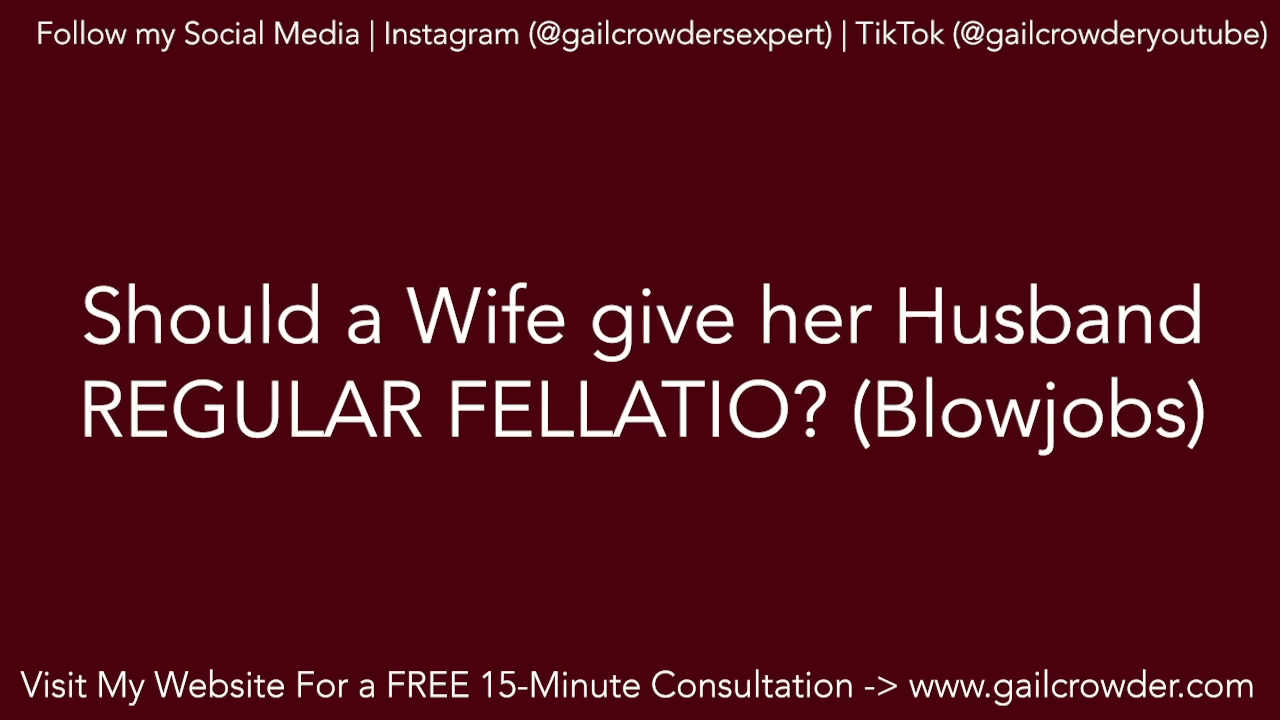 Follow my Social Media | Instagram (@gailcrowdersexpert) | TikTok (@gailcrowderyoutube)
Should a Wife give her Husband
REGULAR FELLATIO? (Blowjobs)
Visit My Website For a FREE 15-Minute Consultation -> www.gailcrowder.com